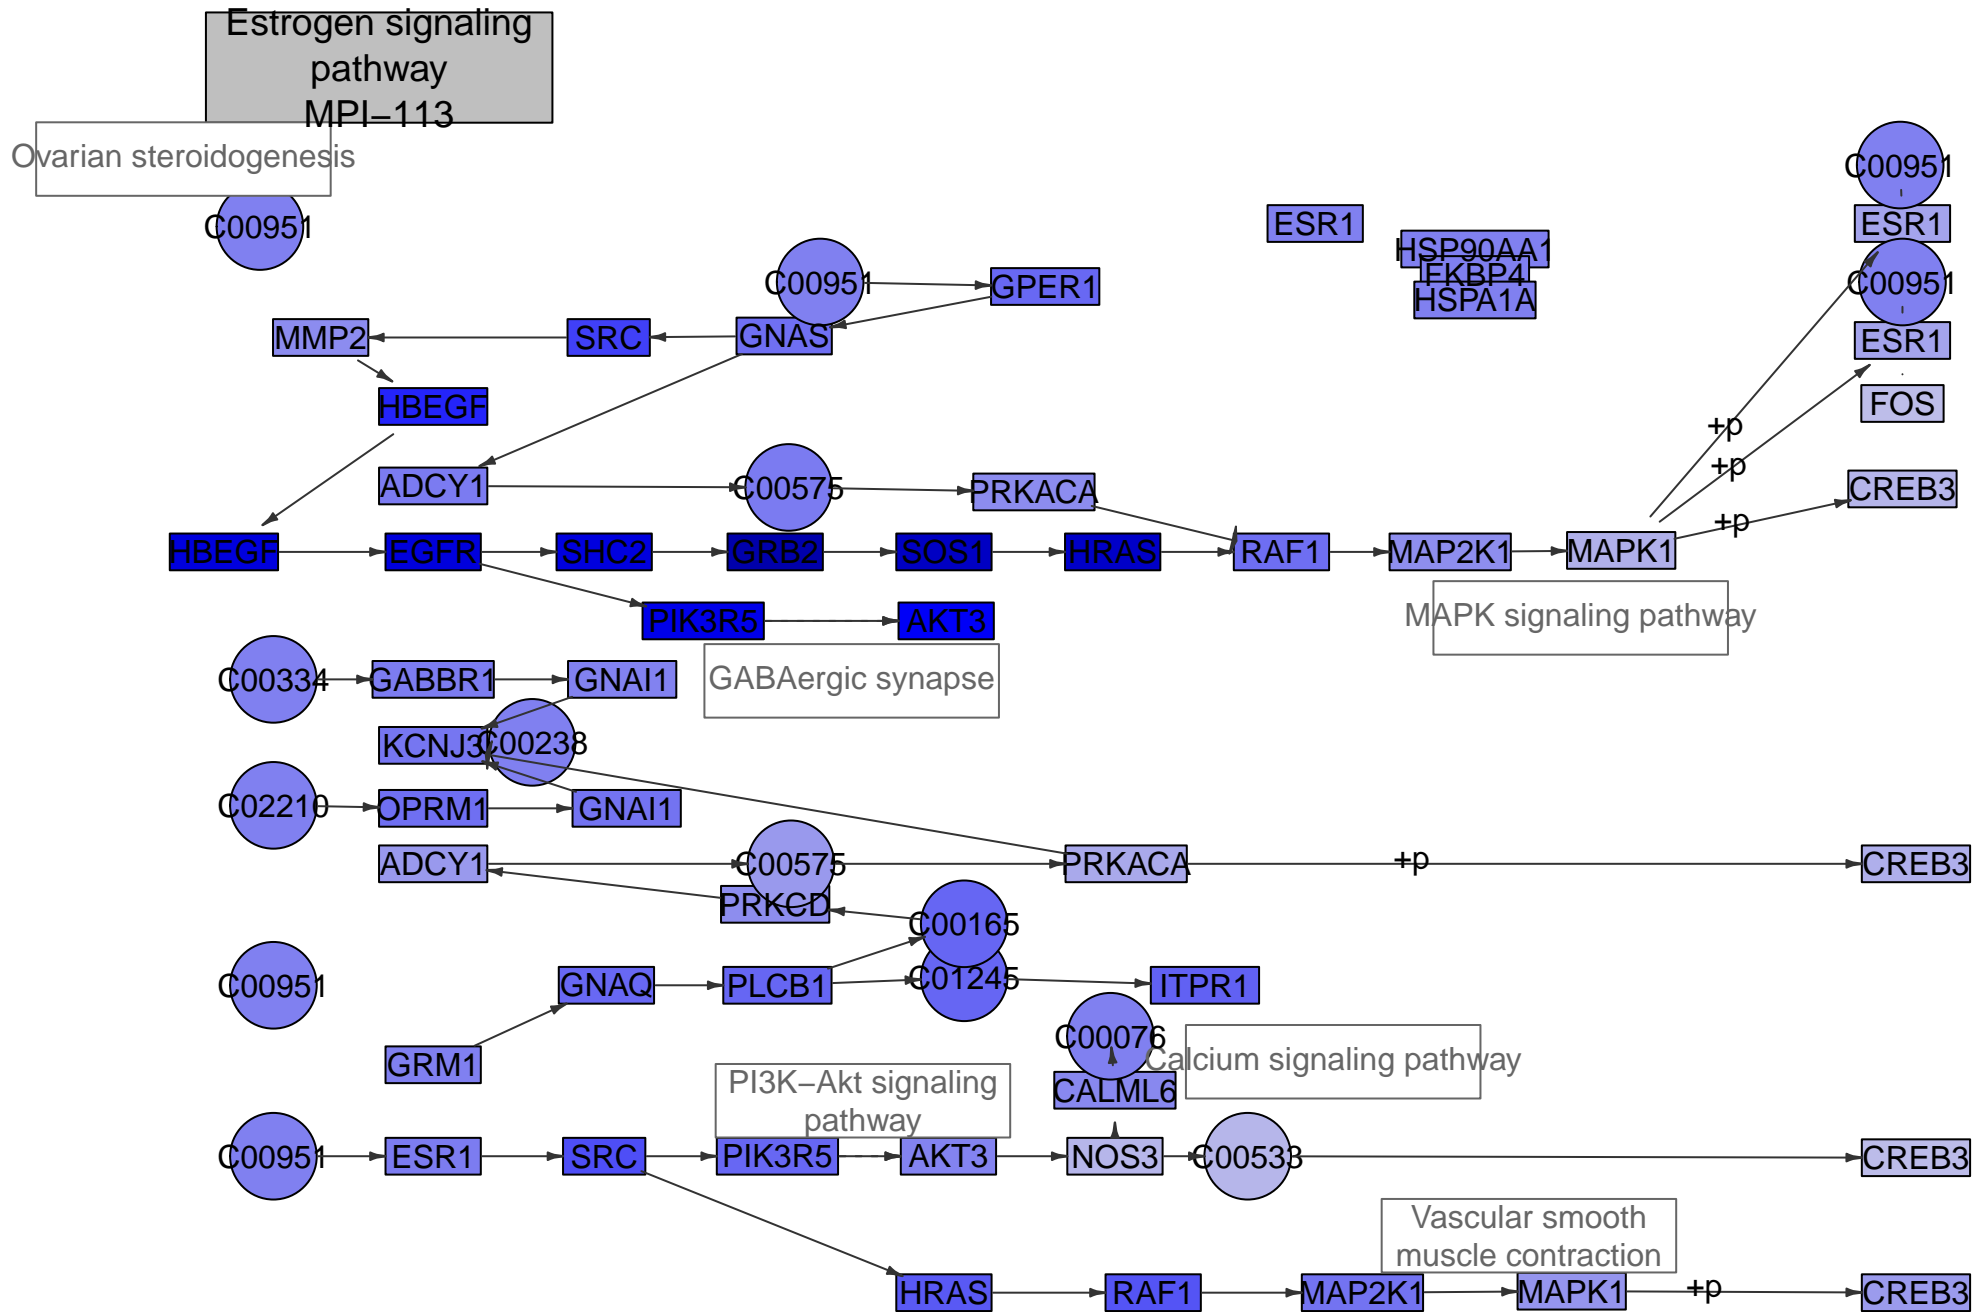 Estrogen signaling
pathway
MPI−113
Ovarian steroidogenesis
C00951
C00951
ESR1
ESR1
C00951
HSP90AA1
FKBP4
HSPA1A
C00951
GPER1
C00951
MMP2
SRC
GNAS
ESR1
HBEGF
FOS
+p
+p
ADCY1
C00575
PRKACA
CREB3
+p
HBEGF
EGFR
SHC2
GRB2
SOS1
HRAS
RAF1
MAP2K1
MAPK1
PIK3R5
AKT3
MAPK signaling pathway
C00334
GABBR1
GNAI1
GABAergic synapse
KCNJ3
C00238
C02210
OPRM1
GNAI1
ADCY1
C00575
PRKACA
+p
CREB3
PRKCD
C00165
C00951
GNAQ
PLCB1
C01245
ITPR1
C00076
Calcium signaling pathway
GRM1
CALML6
PI3K−Akt signaling
pathway
C00951
ESR1
SRC
PIK3R5
AKT3
NOS3
C00533
CREB3
Vascular smooth
muscle contraction
HRAS
RAF1
MAP2K1
MAPK1
+p
CREB3